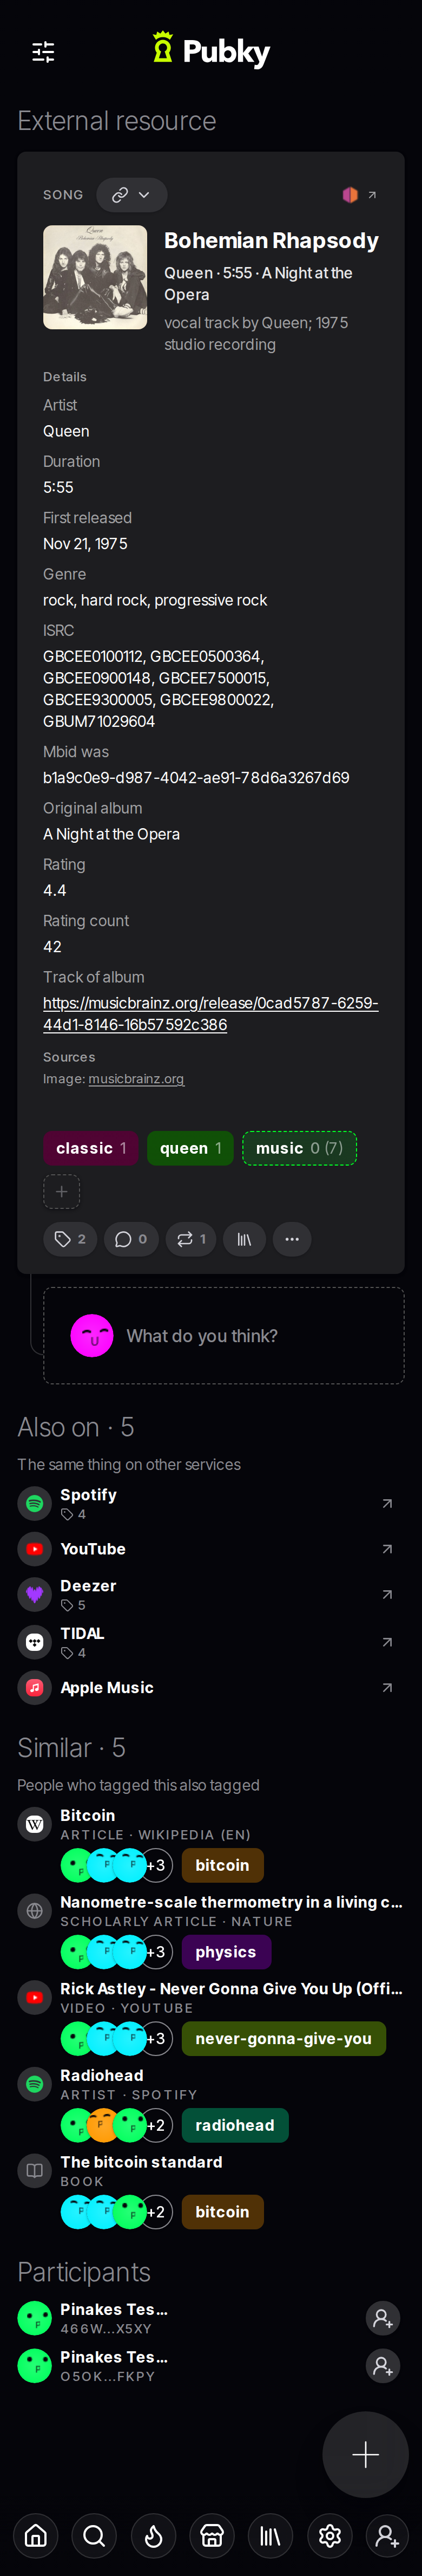 Pubky
External resource
SONG
Queen
Bohemian Rhapsody
Bohemian Rhapsody
Queen · 5:55 · A Night at the
Opera
vocal track by Queen; 1975
studio recording
Details
Artist
Queen
Duration
5:55
First released
Nov 21, 1975
Genre
rock, hard rock, progressive rock
ISRC
GBCEE0100112, GBCEE0500364,
GBCEE0900148, GBCEE7500015,
GBCEE9300005, GBCEE9800022,
GBUM71029604
Mbid was
b1a9c0e9-d987-4042-ae91-78d6a3267d69
Original album
A Night at the Opera
Rating
4.4
Rating count
42
Track of album
https://musicbrainz.org/release/0cad5787-6259-
44d1-8146-16b57592c386
Sources
Image: musicbrainz.org
classic 1 queen 1 music 0 (7)
2 0 1
What do you think?
Also on · 5
The same thing on other services
Spotify
4
YouTube
Deezer
5
TIDAL
4
Apple Music
Similar · 5
People who tagged this also tagged
W
Bitcoin
ARTICLE · WIKIPEDIA (EN)
+3 bitcoin
Nanometre-scale thermometry in a living c...
SCHOLARLY ARTICLE · NATURE
+3 physics
Rick Astley - Never Gonna Give You Up (Offi...
VIDEO · YOUTUBE
+3 never-gonna-give-you
Radiohead
ARTIST · SPOTIFY
+2 radiohead
The bitcoin standard
BOOK
+2 bitcoin
Participants
Pinakes Tes...
466W...X5XY
Pinakes Tes...
O5OK...FKPY